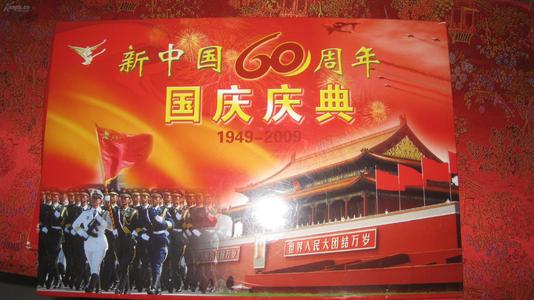 新中国60周年
国庆庆典
1949-2009
世界人民大团结万岁